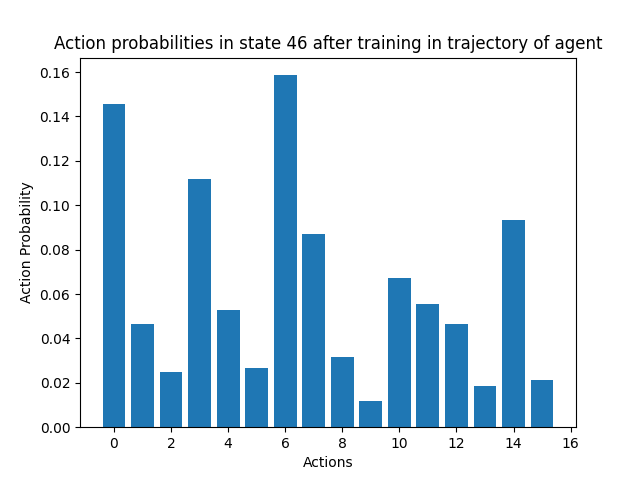 Action probabilities in state 46 after training in trajectory of agent
0.16
0.14
0.12
0.10
0.08
0.06
0.04
0.02
0.00
Action Probability
0 2 4 6 8 10 12 14 16
Actions